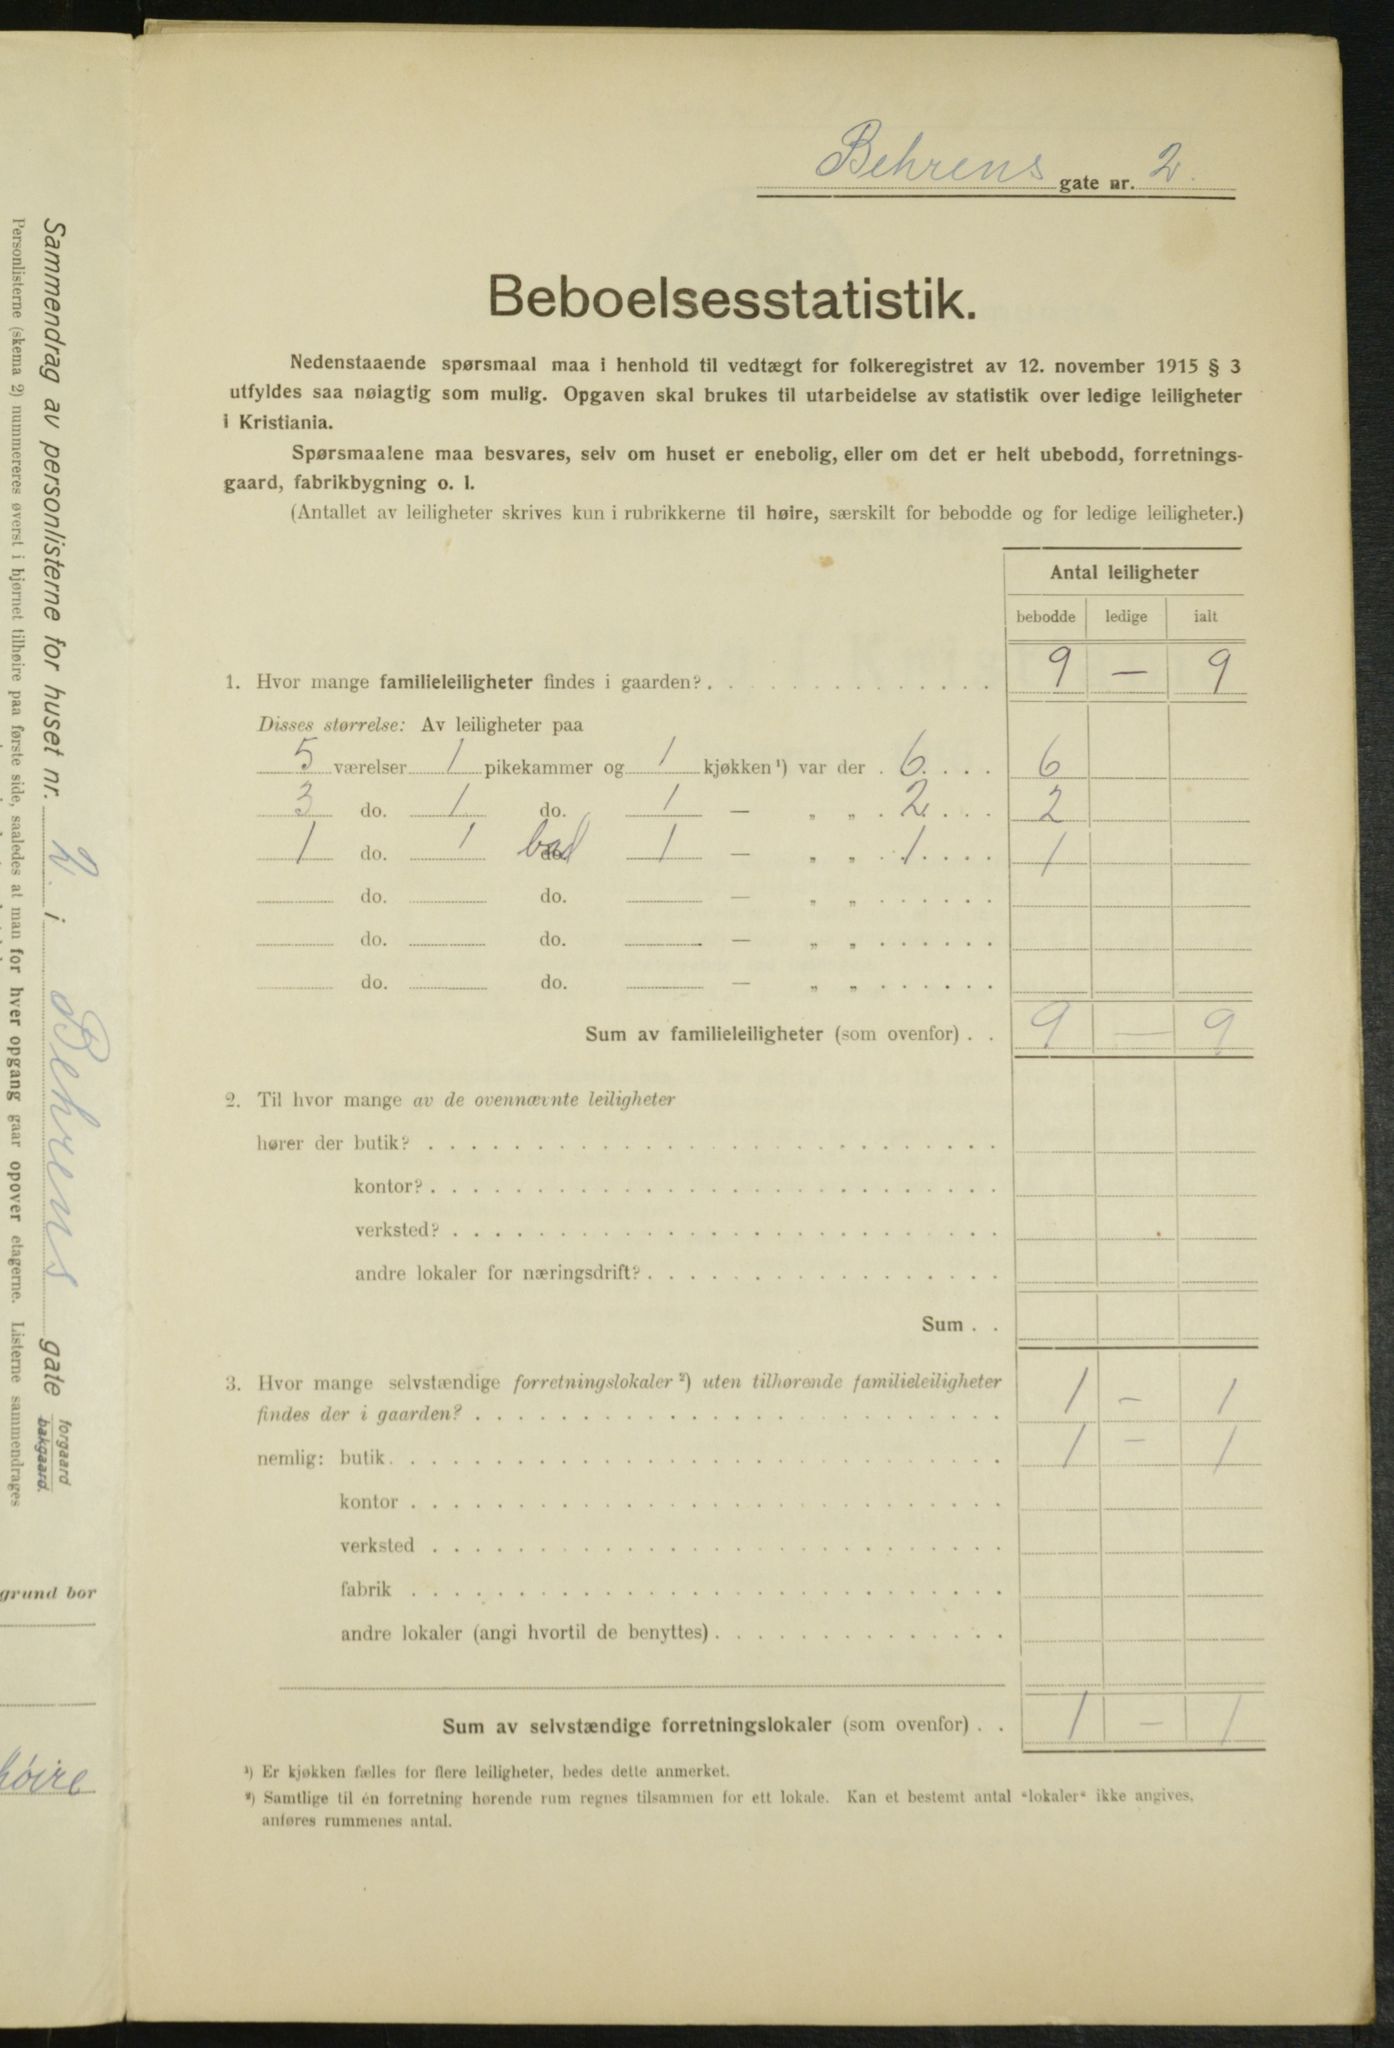 Behrens gate nr. 2.
Beboelsesstatistik.
Nedenstaaende spørsmaal maa i henhold til vedtægt for folkeregistret av 12. november 1915 § 3
utfyldes saa nøiagtig som mulig. Opgaven skal brukes til utarbeidelse av statistik over ledige leiligheter
i Kristiania.
Spørsmaalene maa besvares, selv om huset er enebolig, eller om det er helt ubebodd, forretnings-
gaard, fabrikbygning o. l.
(Antallet av leiligheter skrives kun i rubrikkerne til høire, særskilt for bebodde og for ledige leiligheter.)
Antal leiligheter
bebodde ledige ialt
1. Hvor mange familieleiligheter findes i gaarden? 9 — 9
Disses størrelse: Av leiligheter paa
5 værelser 1 pikekammer og 1 kjøkken ¹) var der 6 6
3 do. 1 do. 1 — „ „ 2 2
1 do. 1 bad 1 — „ „ 1 1
do. do. — „ „
do. do. — „ „
do. do. — „ „
Sum av familieleiligheter (som ovenfor) . . 9 — 9
2. Til hvor mange av de ovennævnte leiligheter
hører der butik?
kontor?
verksted?
andre lokaler for næringsdrift?
Sum . .
3. Hvor mange selvstændige forretningslokaler ²) uten tilhørende familieleiligheter
findes der i gaarden? 1 – 1
nemlig: butik 1 – 1
kontor
verksted
fabrik
andre lokaler (angi hvortil de benyttes)
Sum av selvstændige forretningslokaler (som ovenfor) . . 1 – 1
¹) Er kjøkken fælles for flere leiligheter, bedes dette anmerket.
²) Samtlige til én forretning hørende rum regnes tilsammen for ett lokale. Kan et bestemt antal "lokaler" ikke angives,
anføres rummenes antal.
Sammendrag av personlisterne for huset nr. 2. i Behrens gate forgaard bakgaard.
Personlisterne (skema 2) nummereres øverst i hjørnet tilhøire paa første side, saaledes at man for hver opgang gaar opover etagerne. Listerne sammendrages
grund bor
høire